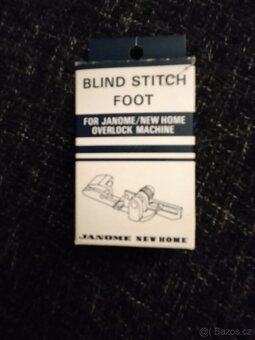 BLIND STITCH
FOOT
FOR JANOME/NEW HOME
OVERLOCK MACHINE
JANOME NEW HOME
Bazos.cz